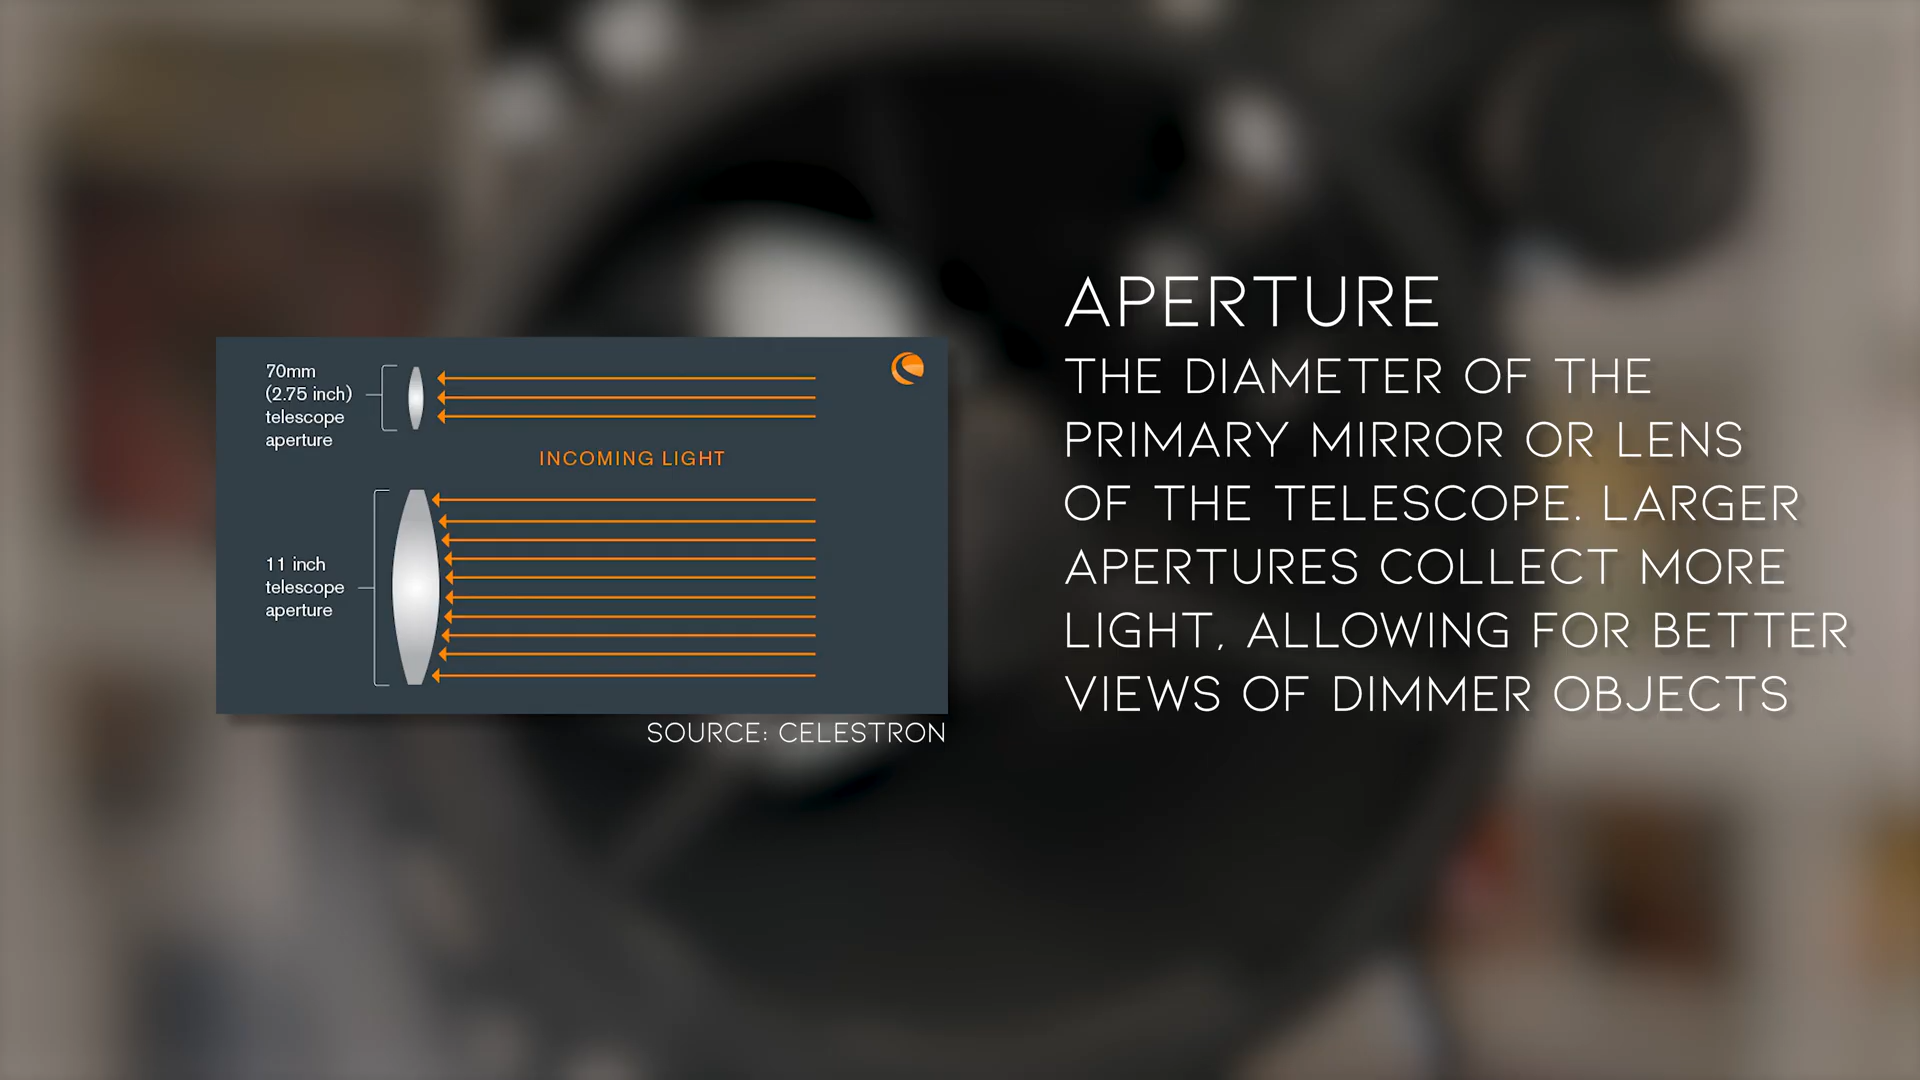 70mm
(2.75 inch)
telescope
aperture
INCOMING LIGHT
11 inch
telescope
aperture
SOURCE: CELESTRON
APERTURE
THE DIAMETER OF THE
PRIMARY MIRROR OR LENS
OF THE TELESCOPE. LARGER
APERTURES COLLECT MORE
LIGHT, ALLOWING FOR BETTER
VIEWS OF DIMMER OBJECTS